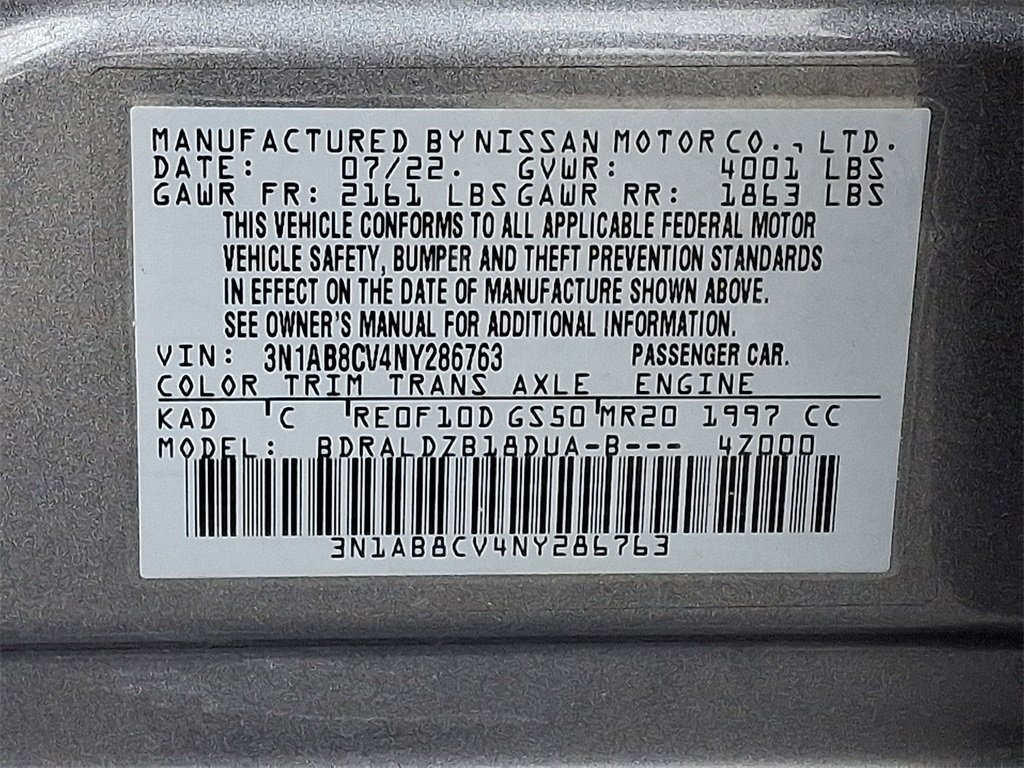 MANUFACTURED BY NISSAN MOTOR CO., LTD.
DATE: 07/22. GVWR: 4001 LBS
GAWR FR: 2161 LBS GAWR RR: 1863 LBS
THIS VEHICLE CONFORMS TO ALL APPLICABLE FEDERAL MOTOR
VEHICLE SAFETY, BUMPER AND THEFT PREVENTION STANDARDS
IN EFFECT ON THE DATE OF MANUFACTURE SHOWN ABOVE.
SEE OWNER'S MANUAL FOR ADDITIONAL INFORMATION.
VIN: 3N1AB8CV4NY286763 PASSENGER CAR.
COLOR TRIM TRANS AXLE ENGINE
KAD C RE0F10D GS50 MR20 1997 CC
MODEL: BDRALDZB18DUA-B--- 4Z000
3N1AB8CV4NY286763